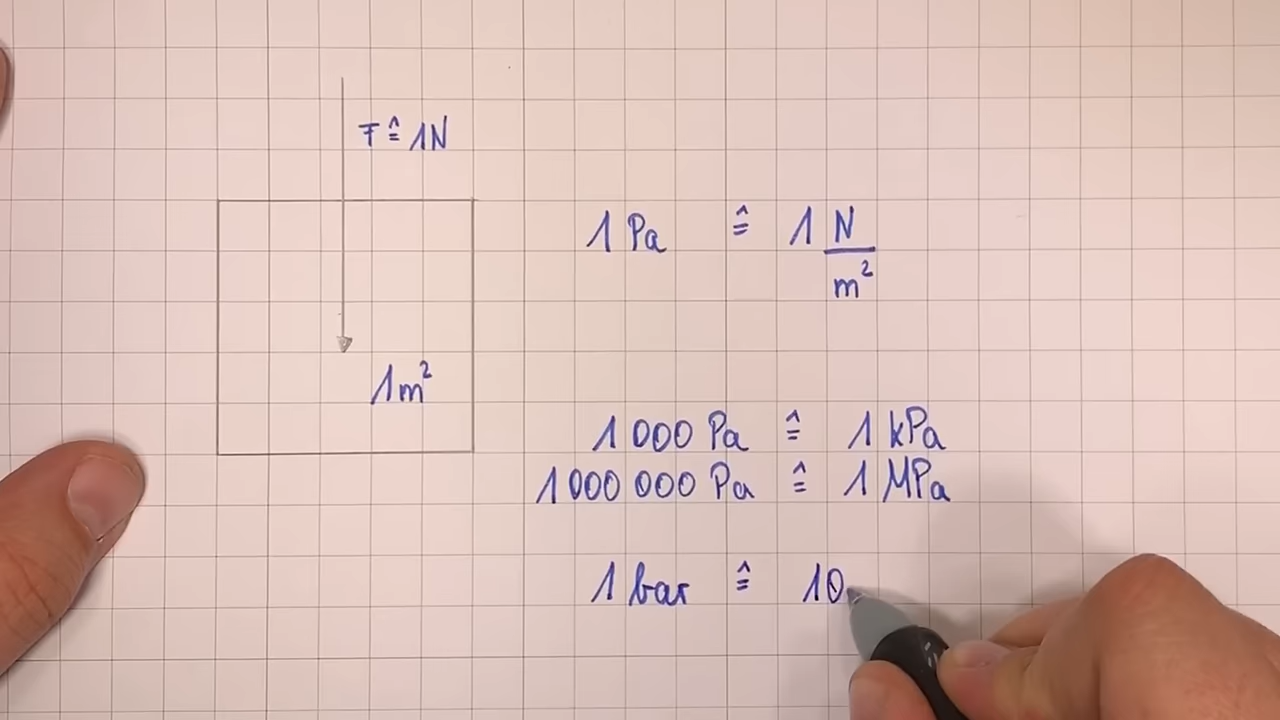 F ≙ 1N
1 Pa ≙ 1 N/m²
1m²
1 000 Pa ≙ 1 kPa
1 000 000 Pa ≙ 1 MPa
1 bar ≙ 10